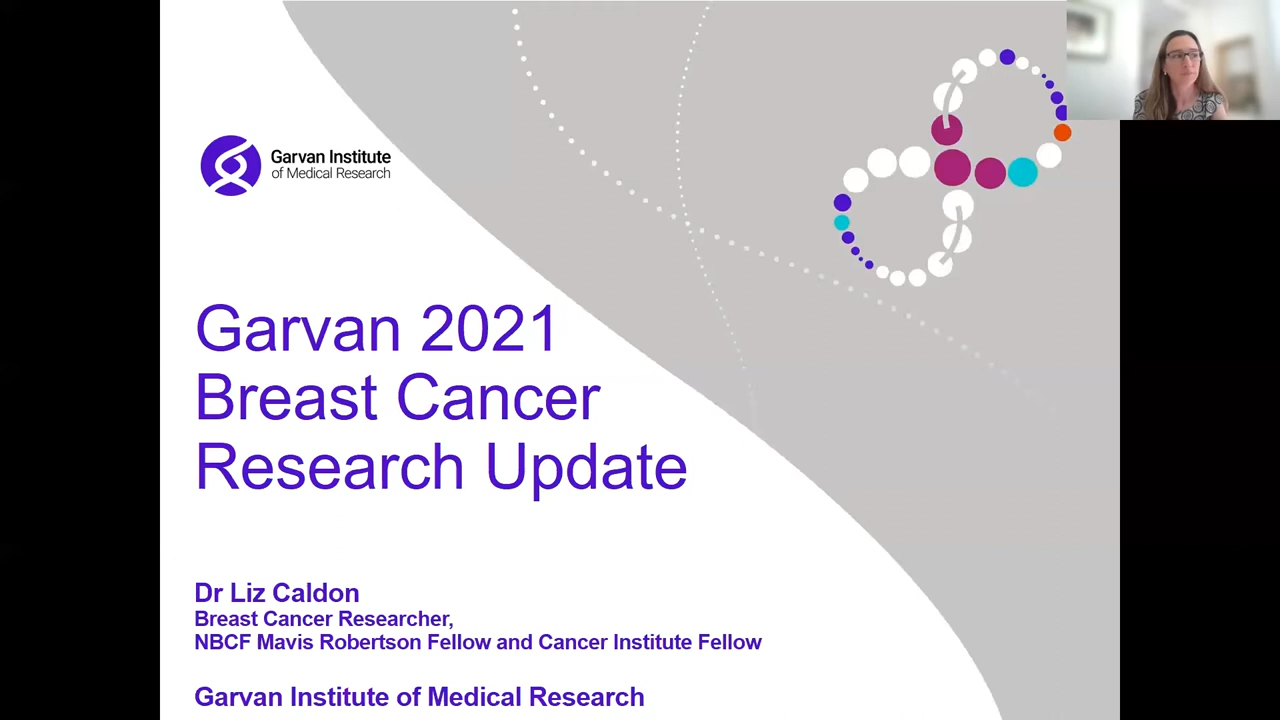 Garvan Institute
of Medical Research
Garvan 2021
Breast Cancer
Research Update
Dr Liz Caldon
Breast Cancer Researcher,
NBCF Mavis Robertson Fellow and Cancer Institute Fellow
Garvan Institute of Medical Research